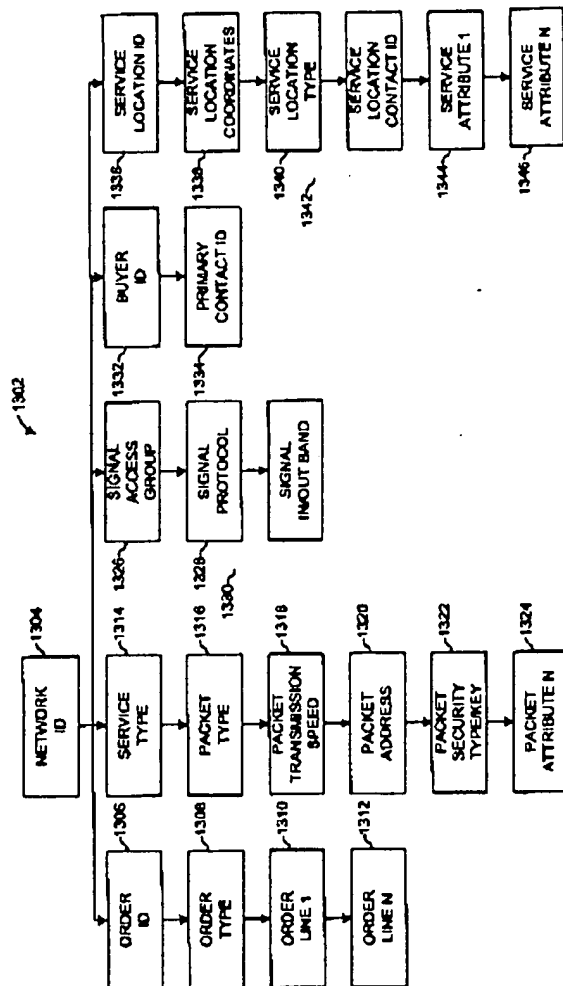 1302
NETWORK
ID
1304
ORDER
ID
1306
ORDER
TYPE
1308
ORDER
LINE 1
1310
ORDER
LINE N
1312
SERVICE
TYPE
1314
PACKET
TYPE
1316
PACKET
TRANSMISSION
SPEED
1318
PACKET
ADDRESS
1320
PACKET
SECURITY
TYPE/KEY
1322
PACKET
ATTRIBUTE N
1324
SIGNAL
ACCESS
GROUP
1326
SIGNAL
PROTOCOL
1328
SIGNAL
IN/OUT BAND
1330
BUYER
ID
1332
PRIMARY
CONTACT ID
1334
SERVICE
LOCATION ID
1336
SERVICE
LOCATION
COORDINATES
1338
SERVICE
LOCATION
TYPE
1340
SERVICE
LOCATION
CONTACT ID
1342
SERVICE
ATTRIBUTE 1
1344
SERVICE
ATTRIBUTE N
1346